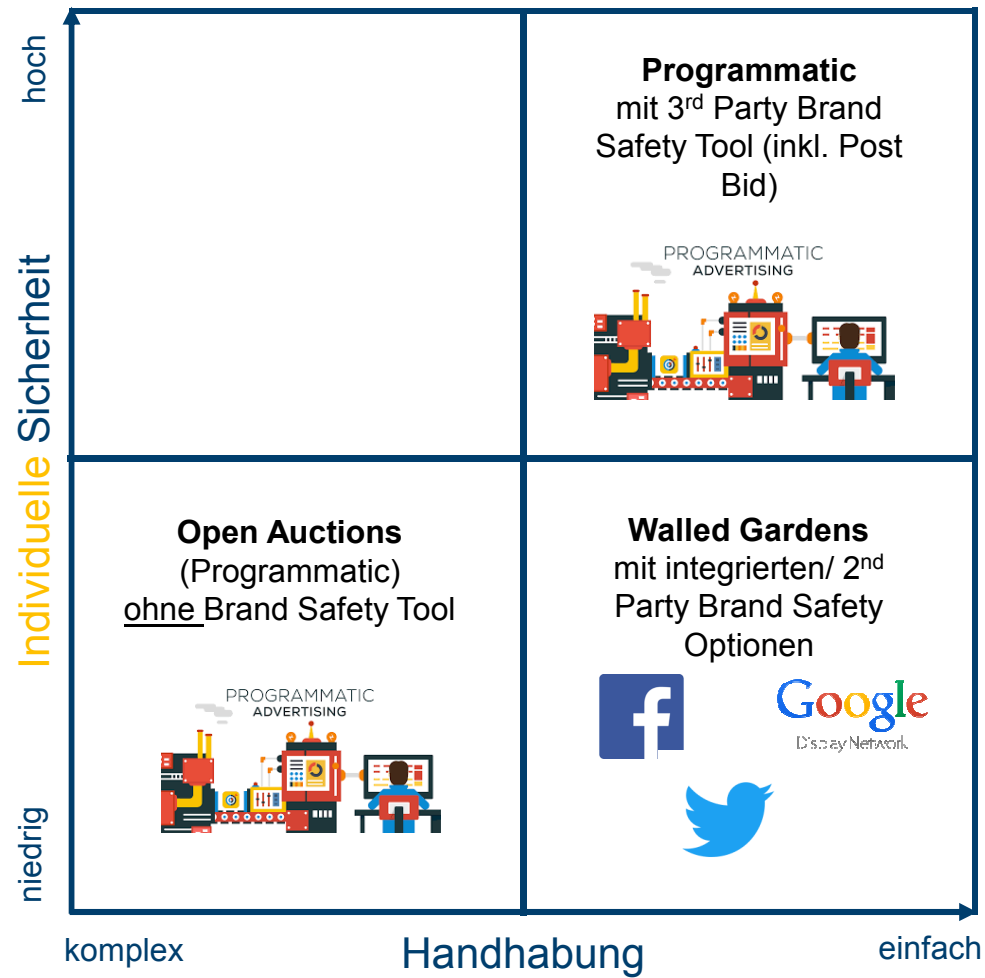 hoch
Individuelle Sicherheit
niedrig
Programmatic
mit 3rd Party Brand
Safety Tool (inkl. Post
Bid)
PROGRAMMATIC
ADVERTISING
Open Auctions
(Programmatic)
ohne Brand Safety Tool
PROGRAMMATIC
ADVERTISING
Walled Gardens
mit integrierten/ 2nd
Party Brand Safety
Optionen
f
Google
Display Network
komplex
Handhabung
einfach